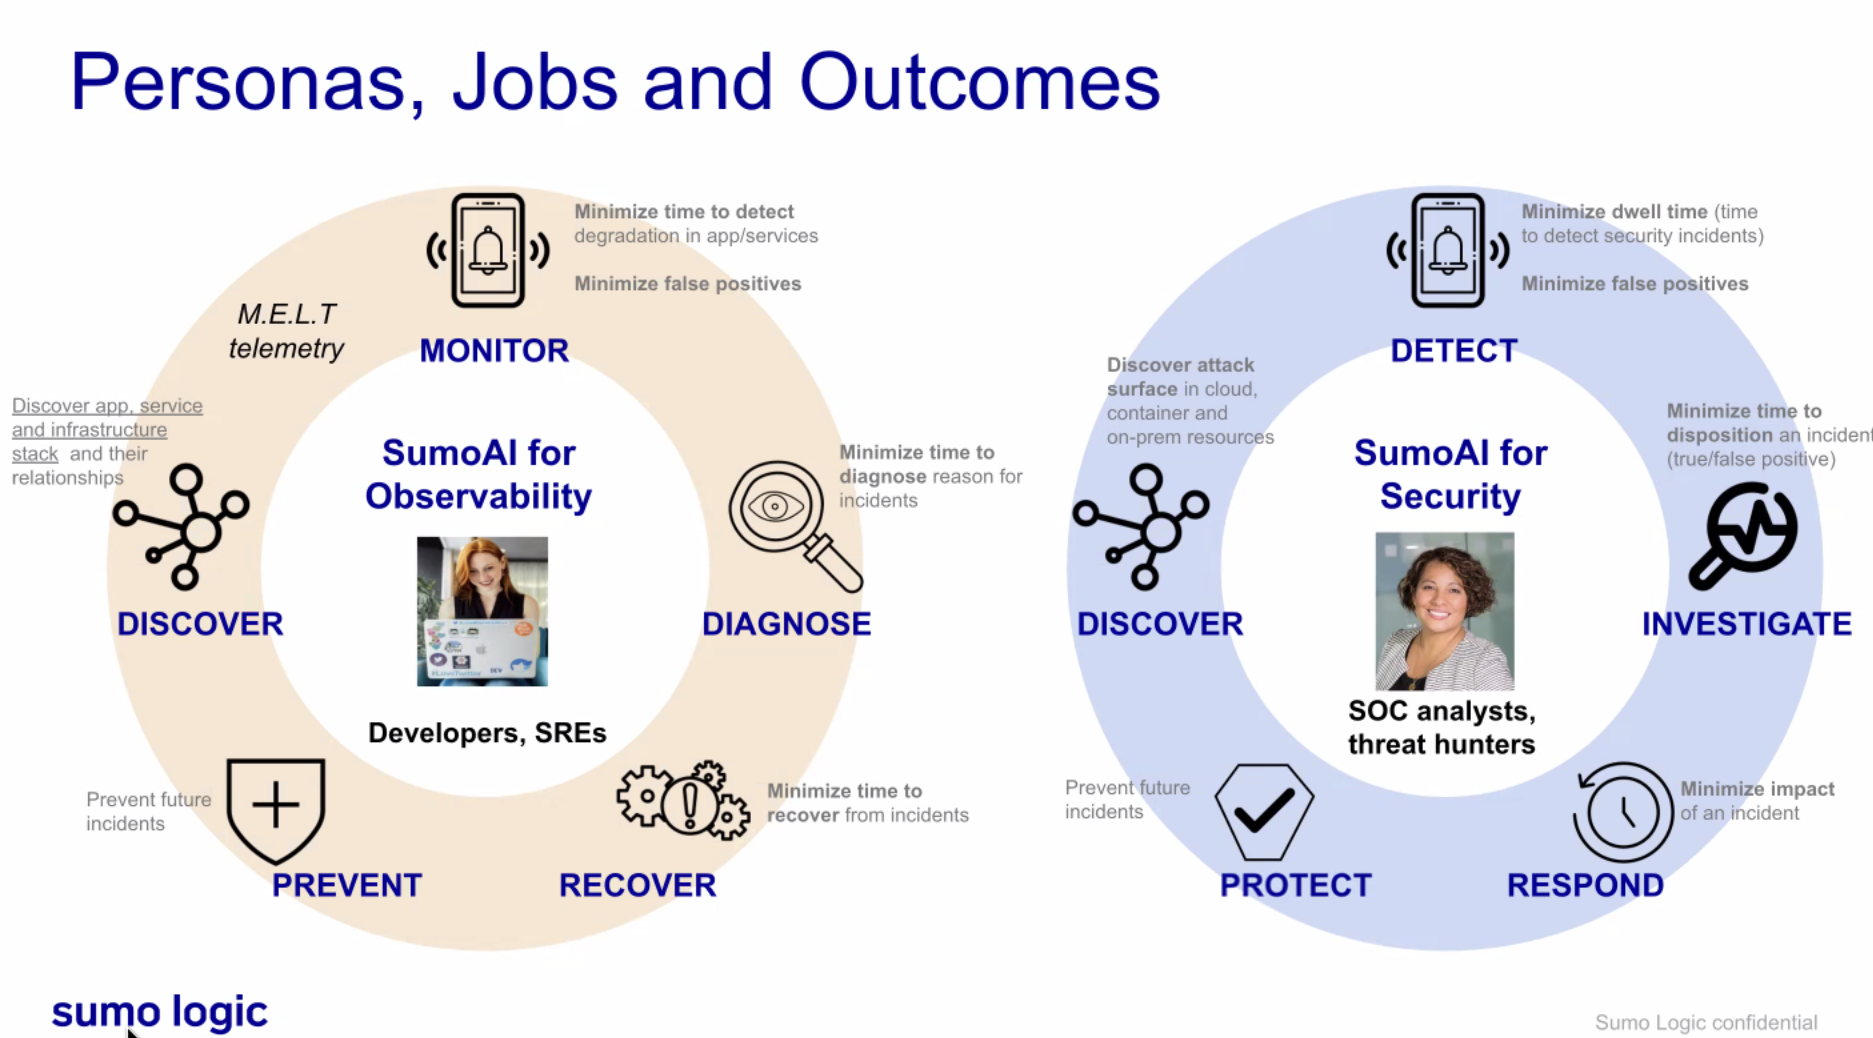 Personas, Jobs and Outcomes
Minimize time to detect
degradation in app/services
Minimize false positives
M.E.L.T
telemetry
MONITOR
Discover app, service
and infrastructure
stack and their
relationships
SumoAI for
Observability
Minimize time to
diagnose reason for
incidents
DISCOVER
DIAGNOSE
Developers, SREs
Prevent future
incidents
Minimize time to
recover from incidents
PREVENT
RECOVER
Minimize dwell time (time
to detect security incidents)
Minimize false positives
DETECT
Discover attack
surface in cloud,
container and
on-prem resources
Minimize time to
disposition an incident
(true/false positive)
SumoAI for
Security
DISCOVER
INVESTIGATE
SOC analysts,
threat hunters
Prevent future
incidents
Minimize impact
of an incident
PROTECT
RESPOND
sumo logic
Sumo Logic confidential